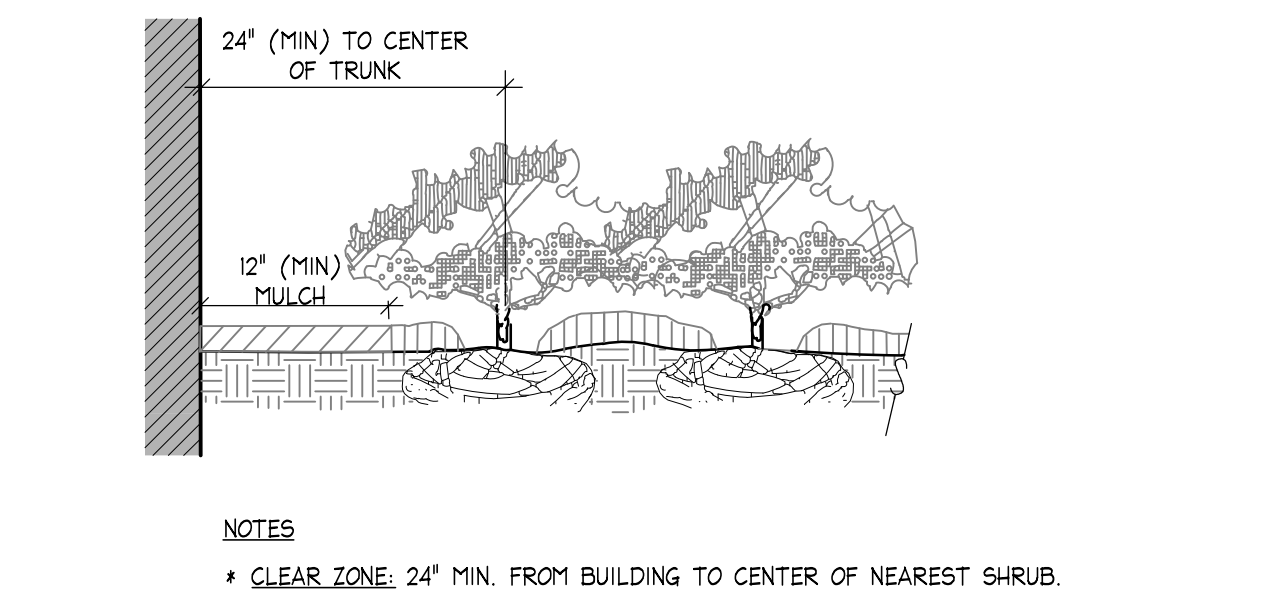 24" (MIN) TO CENTER
OF TRUNK
12" (MIN)
MULCH
NOTES
* CLEAR ZONE: 24" MIN. FROM BUILDING TO CENTER OF NEAREST SHRUB.